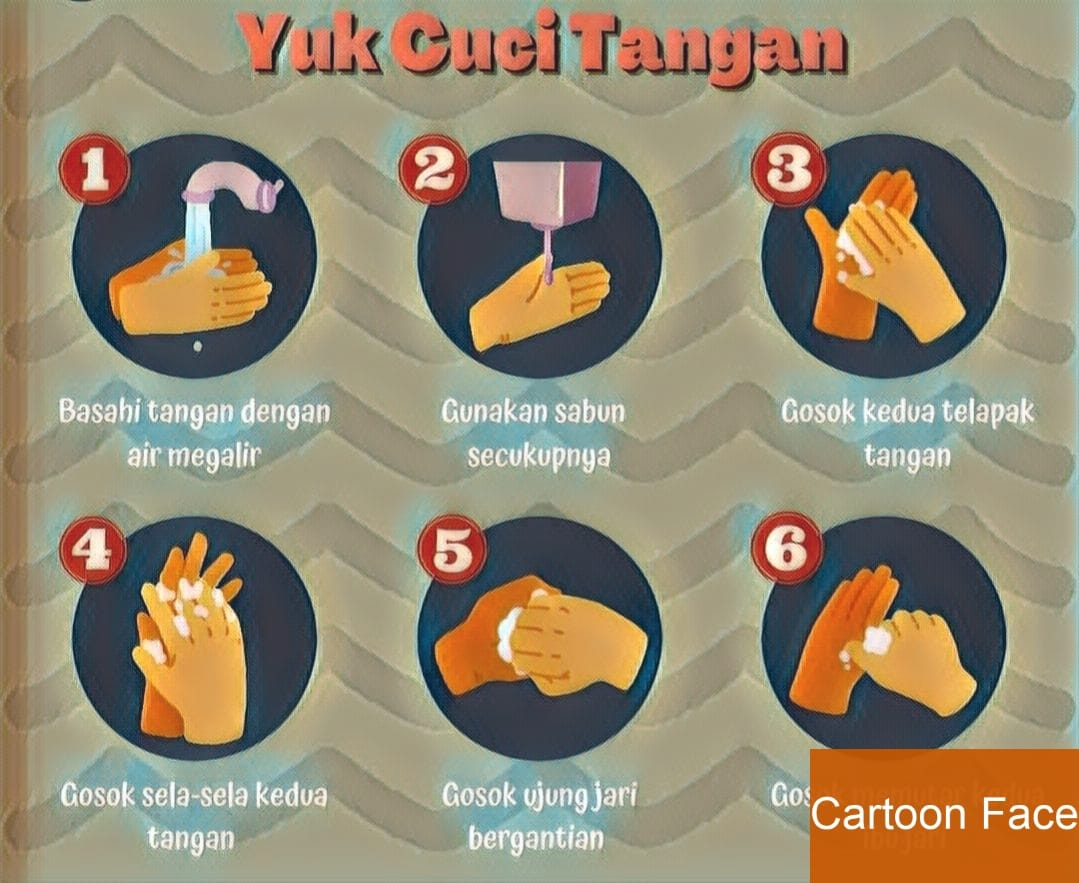 Yuk Cuci Tangan
1
2
3
Basahi tangan dengan
air megalir
Gunakan sabun
secukupnya
Gosok kedua telapak
tangan
4
5
6
Gosok sela-sela kedua
tangan
Gosok ujung jari
bergantian
Cartoon Face